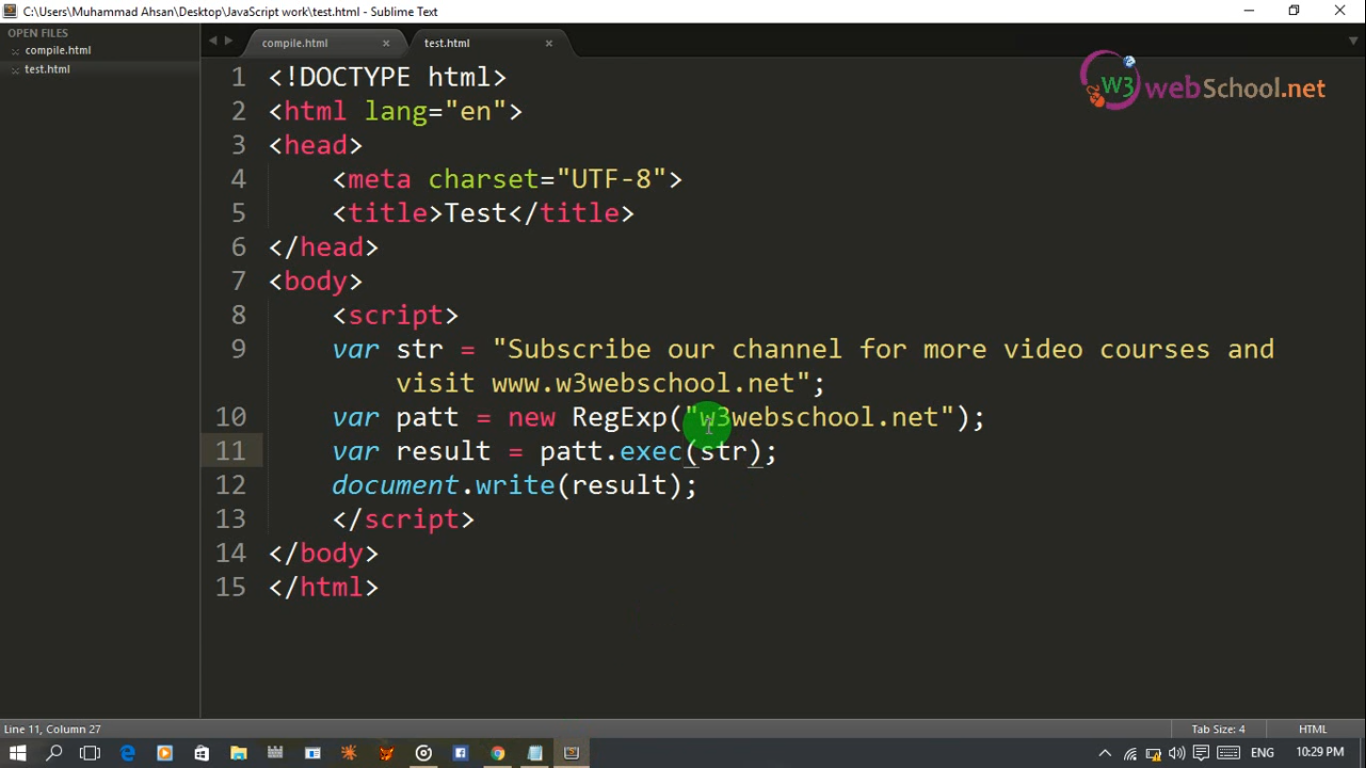 C:\Users\Muhammad Ahsan\Desktop\JavaScript work\test.html - Sublime Text
OPEN FILES
compile.html
test.html
compile.html
test.html
W3 webSchool.net
1 <!DOCTYPE html>
2 <html lang="en">
3 <head>
4 <meta charset="UTF-8">
5 <title>Test</title>
6 </head>
7 <body>
8 <script>
9 var str = "Subscribe our channel for more video courses and
visit www.w3webschool.net";
10 var patt = new RegExp("w3webschool.net");
11 var result = patt.exec(str);
12 document.write(result);
13 </script>
14 </body>
15 </html>
Line 11, Column 27
Tab Size: 4
HTML
ENG
10:29 PM